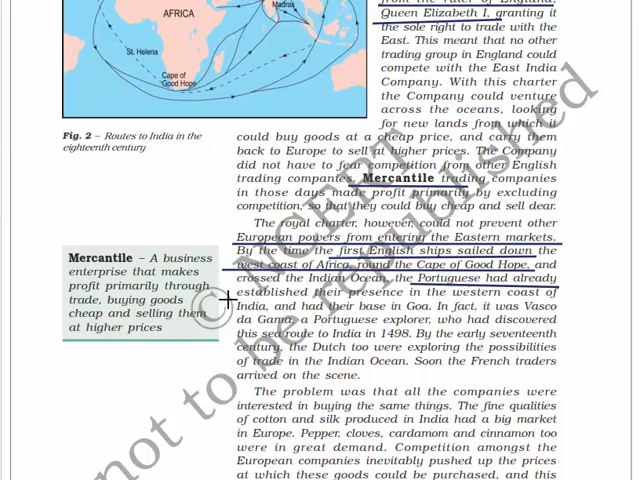 Madras
AFRICA
St. Helena
Cape of
Good Hope
Fig. 2 – Routes to India in the
eighteenth century
from the ruler of England,
Queen Elizabeth I, granting it
the sole right to trade with the
East. This meant that no other
trading group in England could
compete with the East India
Company. With this charter
the Company could venture
across the oceans, looking
for new lands from which it
could buy goods at a cheap price, and carry them
back to Europe to sell at higher prices. The Company
did not have to fear competition from other English
trading companies. Mercantile trading companies
in those days made profit primarily by excluding
competition, so that they could buy cheap and sell dear.
The royal charter, however, could not prevent other
European powers from entering the Eastern markets.
By the time the first English ships sailed down the
west coast of Africa, round the Cape of Good Hope, and
crossed the Indian Ocean, the Portuguese had already
established their presence in the western coast of
India, and had their base in Goa. In fact, it was Vasco
da Gama, a Portuguese explorer, who had discovered
this sea route to India in 1498. By the early seventeenth
century, the Dutch too were exploring the possibilities
of trade in the Indian Ocean. Soon the French traders
arrived on the scene.
The problem was that all the companies were
interested in buying the same things. The fine qualities
of cotton and silk produced in India had a big market
in Europe. Pepper, cloves, cardamom and cinnamon too
were in great demand. Competition amongst the
European companies inevitably pushed up the prices
at which these goods could be purchased, and this
Mercantile – A business
enterprise that makes
profit primarily through
trade, buying goods
cheap and selling them
at higher prices
© NCERT
not to be republished